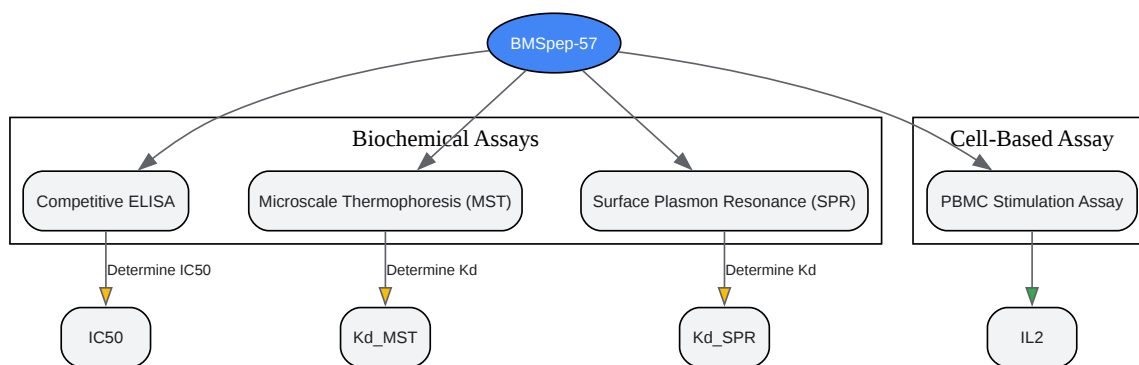 BMSpep-57
Biochemical Assays
Cell-Based Assay
Competitive ELISA
Microscale Thermophoresis (MST)
Surface Plasmon Resonance (SPR)
PBMC Stimulation Assay
Determine IC50
Determine Kd
Determine Kd
IC50
Kd_MST
Kd_SPR
IL2